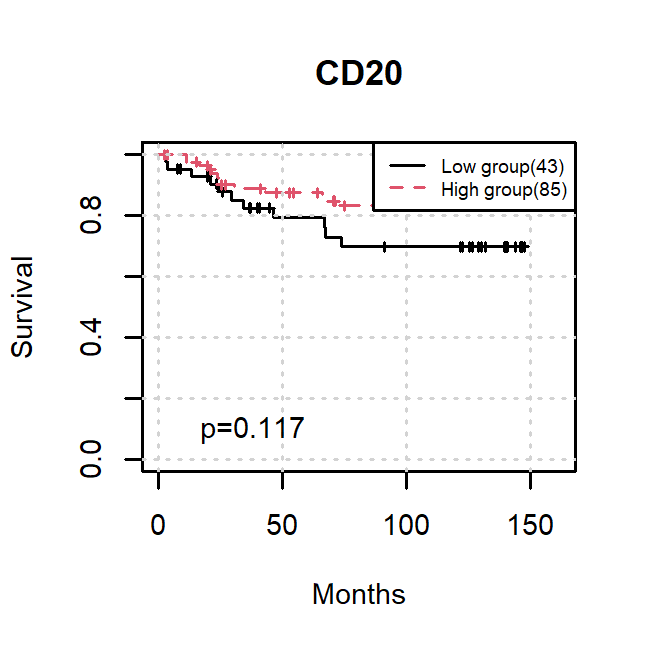 CD20
Low group(43)
High group(85)
Survival
0.8
0.4
0.0
p=0.117
0 50 100 150
Months